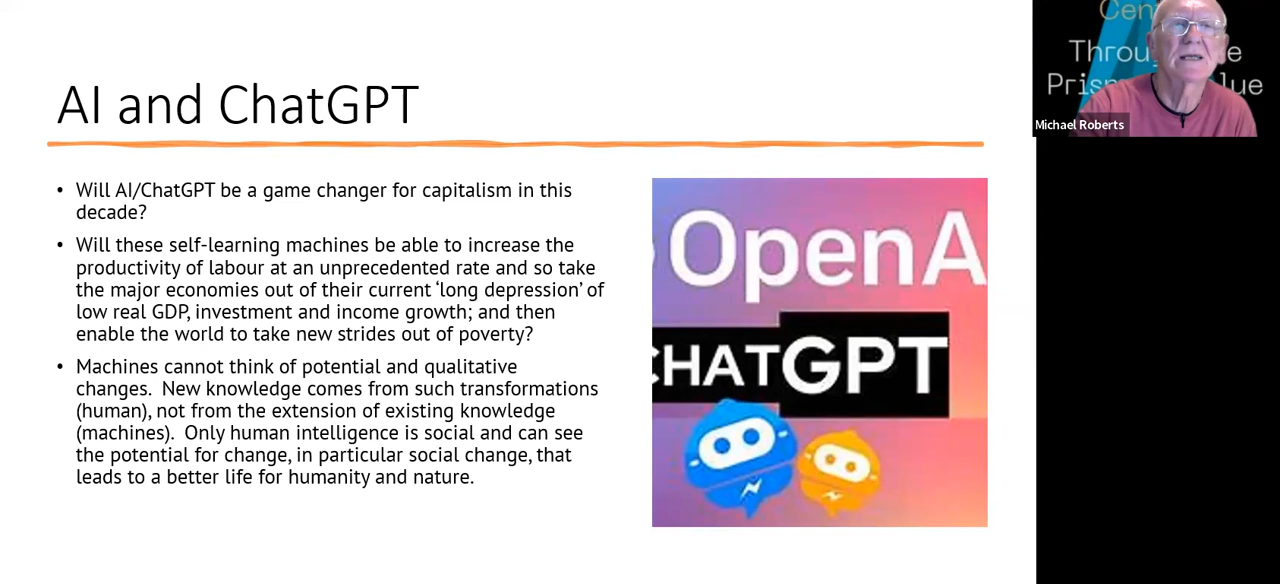 AI and ChatGPT
• Will AI/ChatGPT be a game changer for capitalism in this
decade?
• Will these self-learning machines be able to increase the
productivity of labour at an unprecedented rate and so take
the major economies out of their current ‘long depression’ of
low real GDP, investment and income growth; and then
enable the world to take new strides out of poverty?
• Machines cannot think of potential and qualitative
changes.  New knowledge comes from such transformations
(human), not from the extension of existing knowledge
(machines).  Only human intelligence is social and can see
the potential for change, in particular social change, that
leads to a better life for humanity and nature.
OpenA
CHATGPT
Cen
Throu e
Pris lue
Michael Roberts